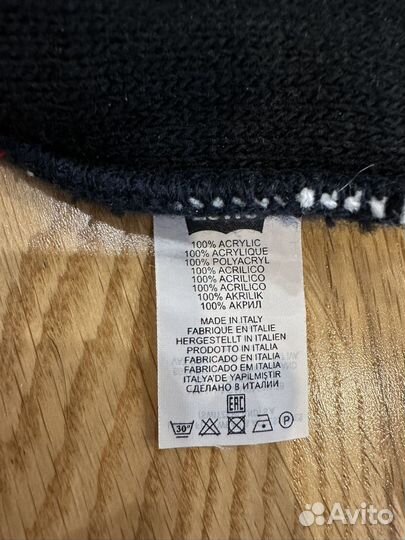 100% ACRYLIC
100% ACRYLIQUE
100% POLYACRYL
100% ACRILICO
100% ACRILICO
100% ACRILICO
100% AKRILIK
100% АКРИЛ
MADE IN ITALY
FABRIQUE EN ITALIE
HERGESTELLT IN ITALIEN
PRODOTTO IN ITALIA
FABRICADO EN ITALIA
FABRICADO EM ITALIA
ITALYA'DE YAPILMIŞTIR
СДЕЛАНО В ИТАЛИИ
EAC
30° P
Avito